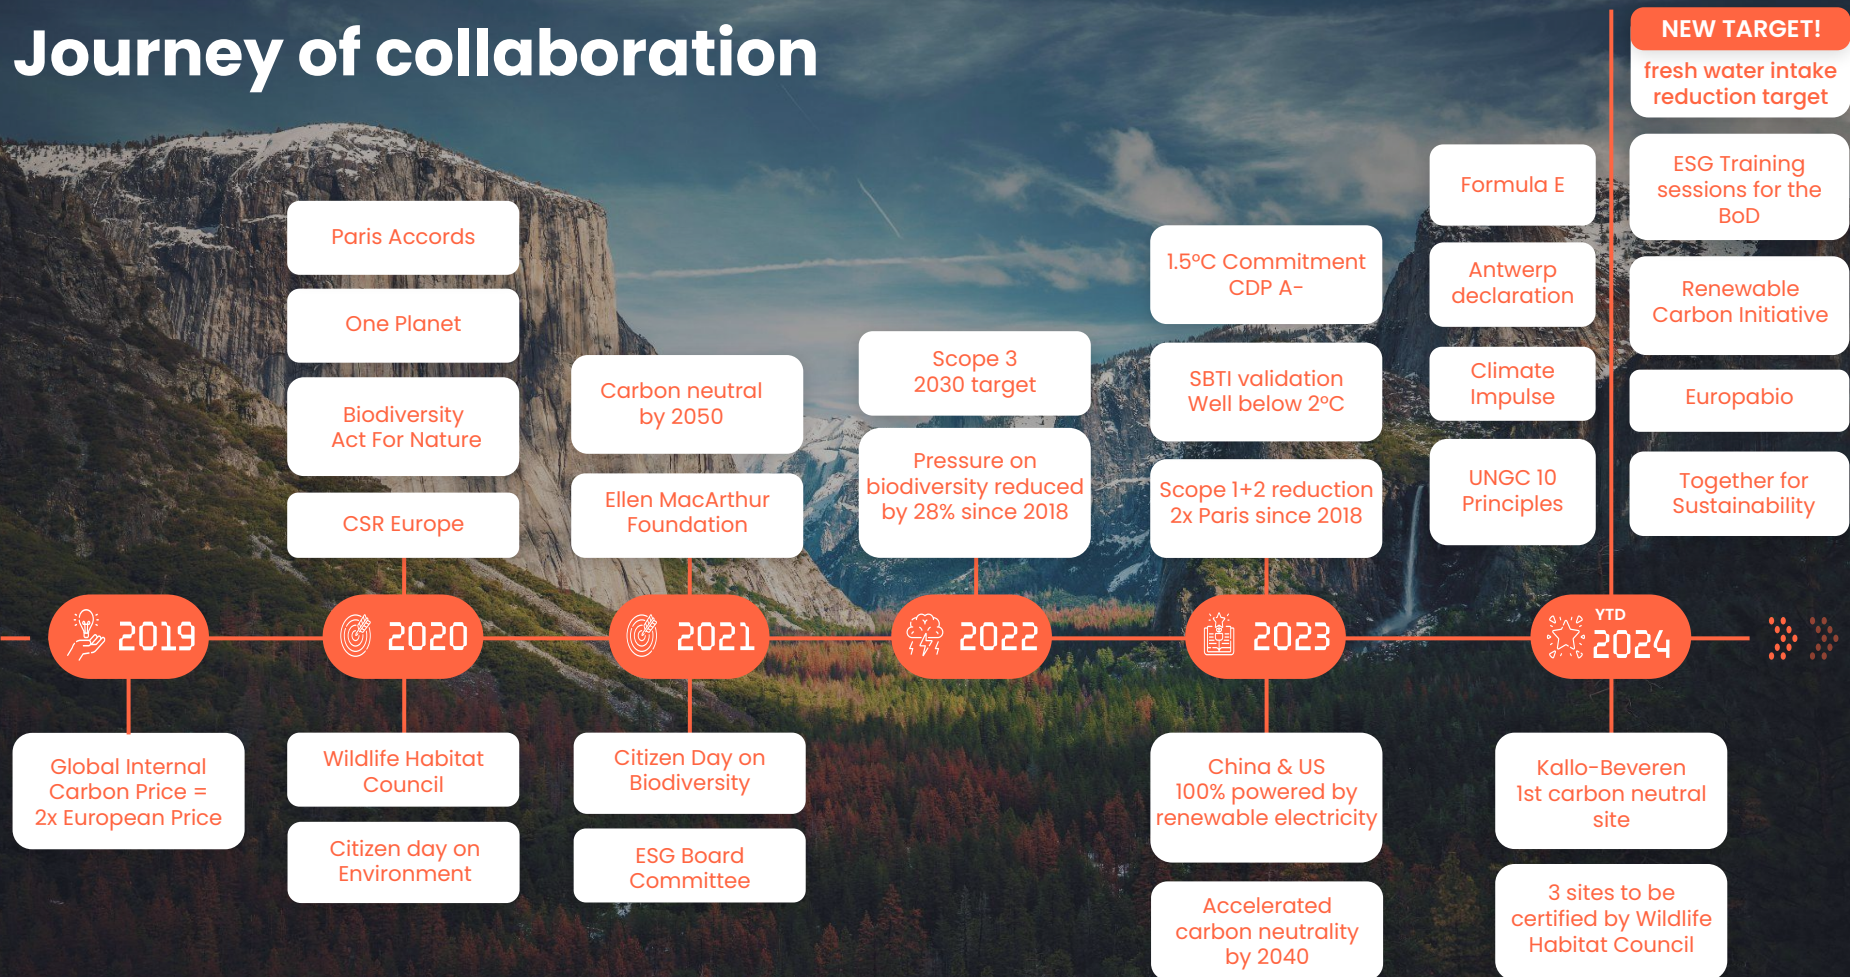 Journey of collaboration
NEW TARGET!
fresh water intake
reduction target
ESG Training
sessions for the
BoD
Renewable
Carbon Initiative
Europabio
Together for
Sustainability
Formula E
Antwerp
declaration
Climate
Impulse
UNGC 10
Principles
1.5°C Commitment
CDP A-
SBTI validation
Well below 2°C
Scope 1+2 reduction
2x Paris since 2018
Scope 3
2030 target
Pressure on
biodiversity reduced
by 28% since 2018
Carbon neutral
by 2050
Ellen MacArthur
Foundation
Paris Accords
One Planet
Biodiversity
Act For Nature
CSR Europe
2019
2020
2021
2022
2023
YTD
2024
Global Internal
Carbon Price =
2x European Price
Wildlife Habitat
Council
Citizen day on
Environment
Citizen Day on
Biodiversity
ESG Board
Committee
China & US
100% powered by
renewable electricity
Accelerated
carbon neutrality
by 2040
Kallo-Beveren
1st carbon neutral
site
3 sites to be
certified by Wildlife
Habitat Council